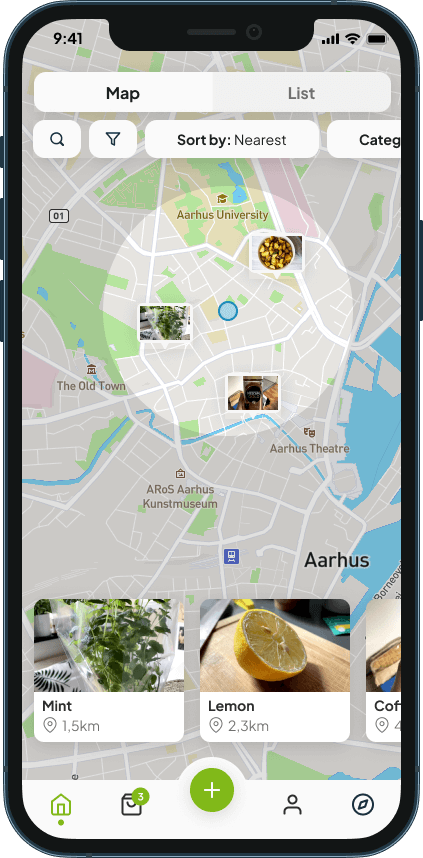 9:41
Map
List
Sort by: Nearest
Categ
Aarhus University
01
The Old Town
Aarhus Theatre
ARoS Aarhus
Kunstmuseum
Aarhus
Borneov
Mint
1,5km
Lemon
2,3km
Cof
4
3